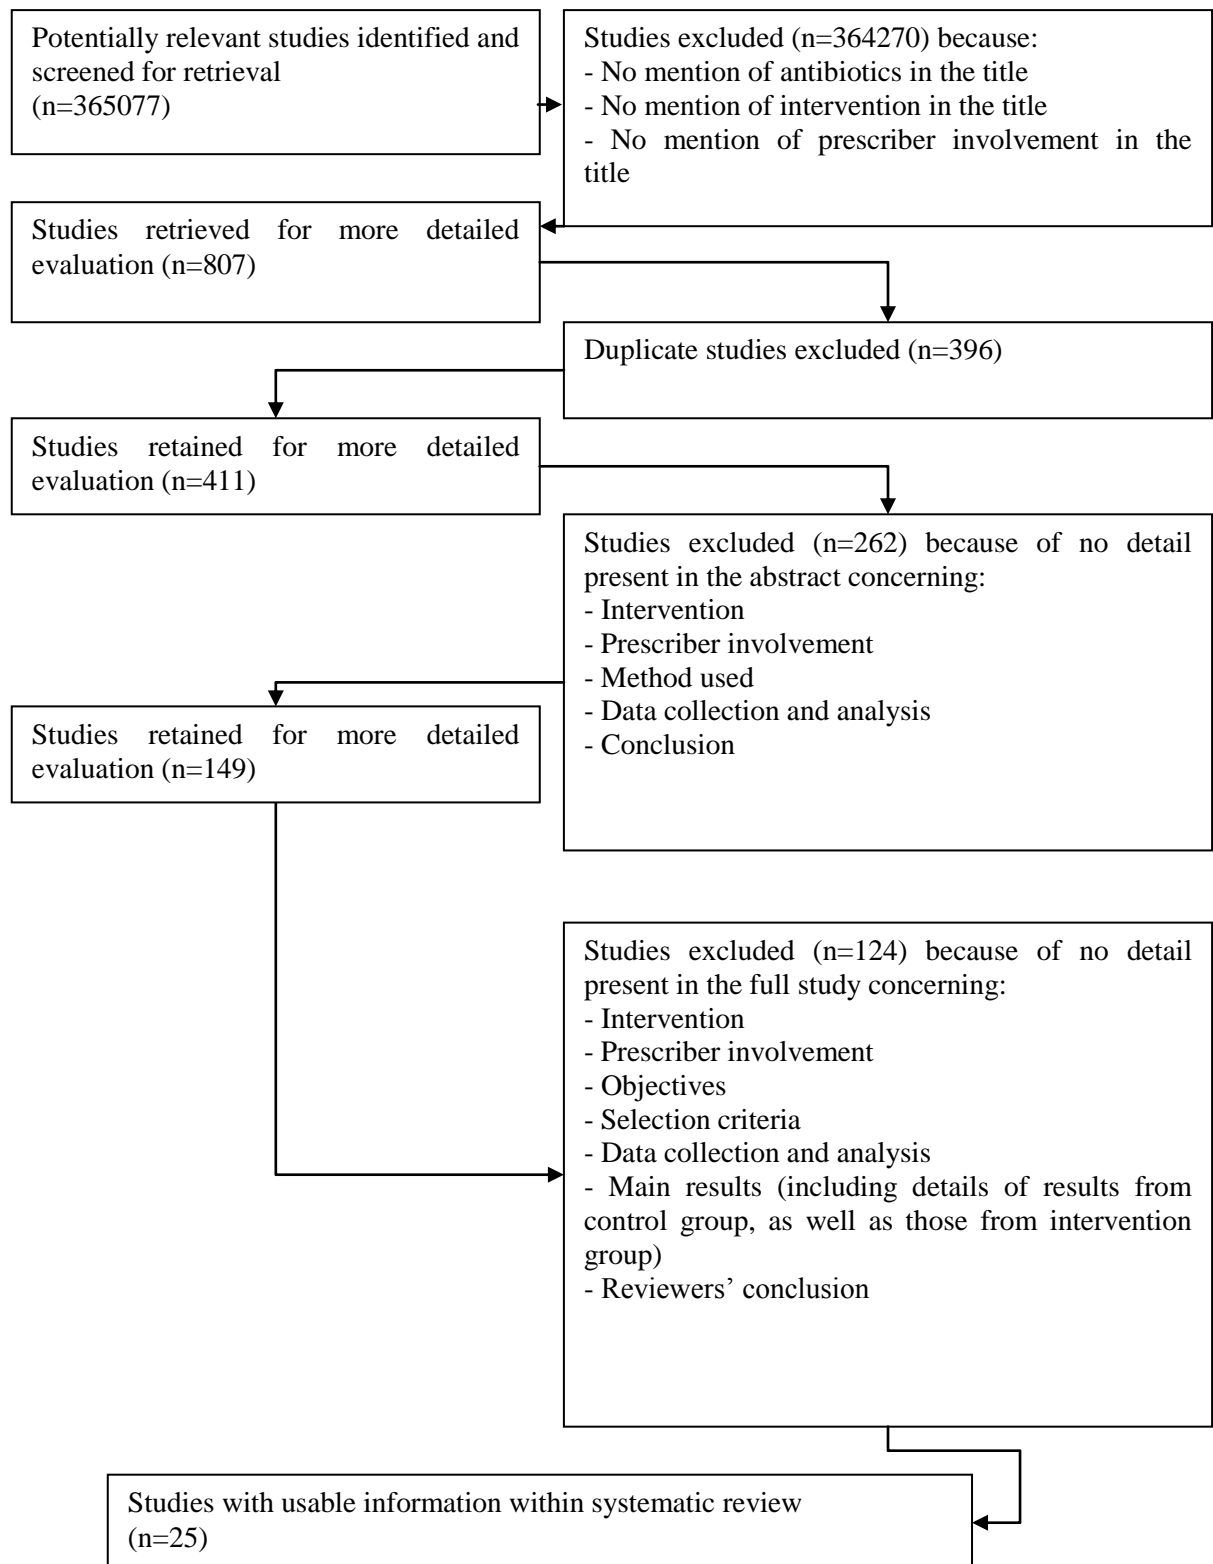 Potentially relevant studies identified and
screened for retrieval
(n=365077)
Studies excluded (n=364270) because:
- No mention of antibiotics in the title
- No mention of intervention in the title
- No mention of prescriber involvement in the
title
Studies retrieved for more detailed
evaluation (n=807)
Duplicate studies excluded (n=396)
Studies retained for more detailed
evaluation (n=411)
Studies excluded (n=262) because of no detail
present in the abstract concerning:
- Intervention
- Prescriber involvement
- Method used
- Data collection and analysis
- Conclusion
Studies retained for more detailed
evaluation (n=149)
Studies excluded (n=124) because of no detail
present in the full study concerning:
- Intervention
- Prescriber involvement
- Objectives
- Selection criteria
- Data collection and analysis
- Main results (including details of results from
control group, as well as those from intervention
group)
- Reviewers’ conclusion
Studies with usable information within systematic review
(n=25)